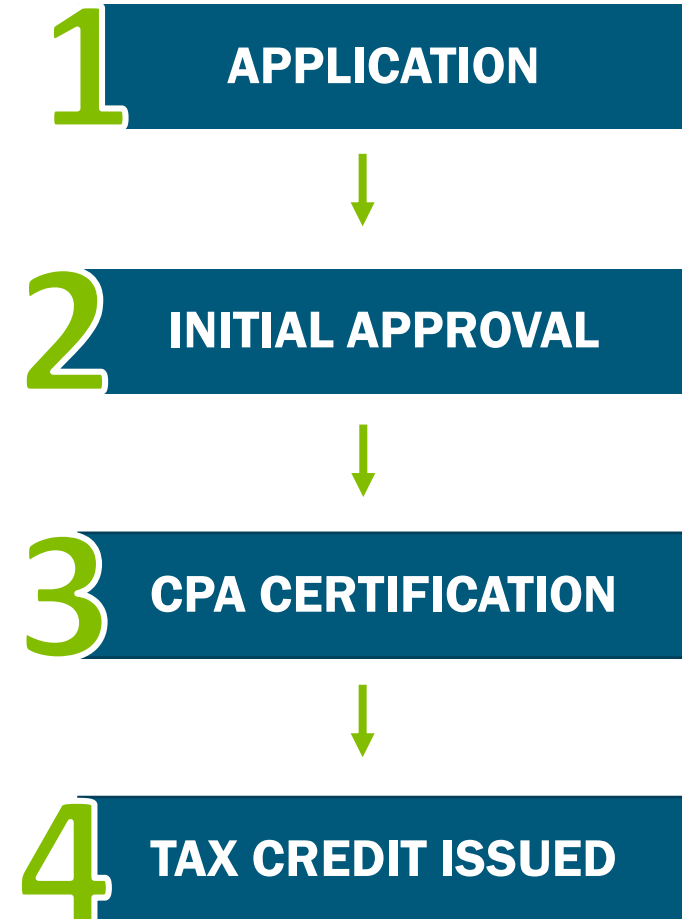 1 APPLICATION
2 INITIAL APPROVAL
3 CPA CERTIFICATION
4 TAX CREDIT ISSUED